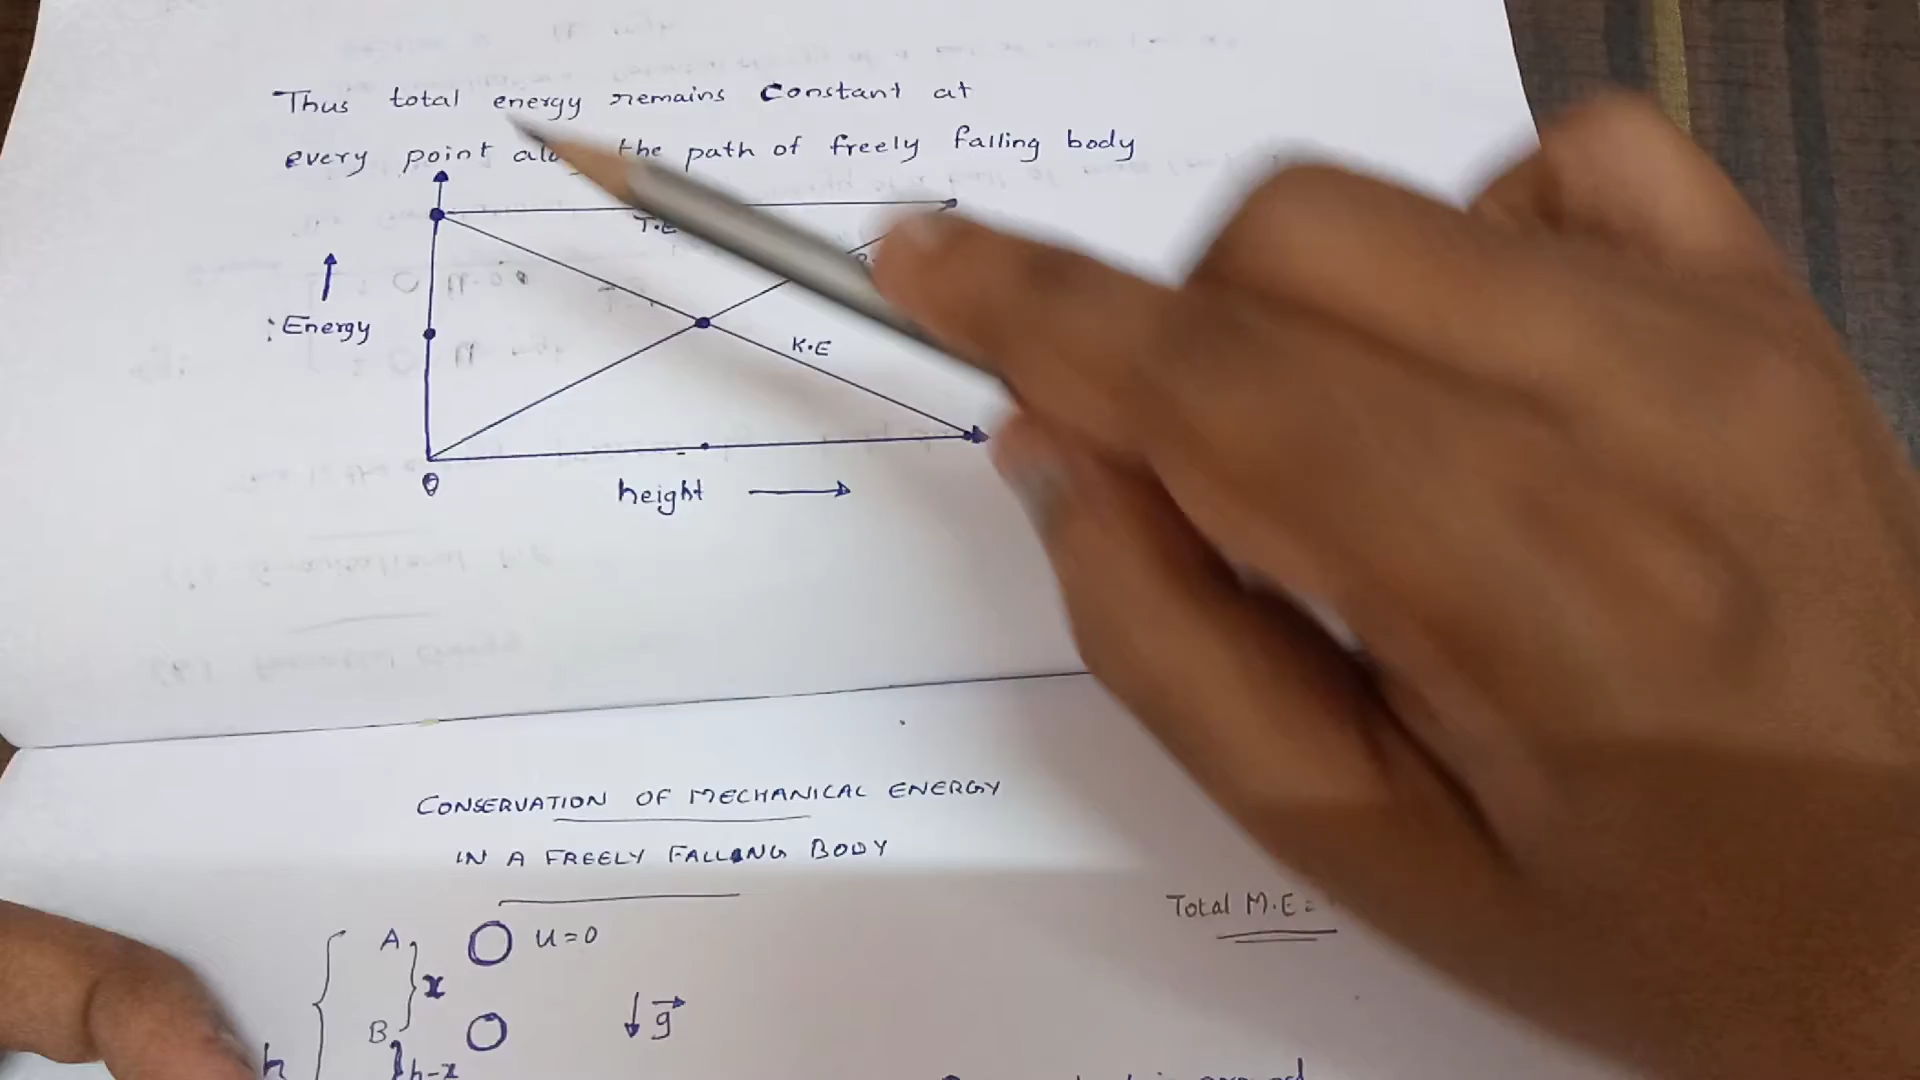 Thus total energy remains constant at
every point the path of freely falling body
T.E
: Energy
K.E
0
height
CONSERVATION OF MECHANICAL ENERGY
IN A FREELY FALLING BODY
Total M.E =
A u=0
x
B g
h h-x